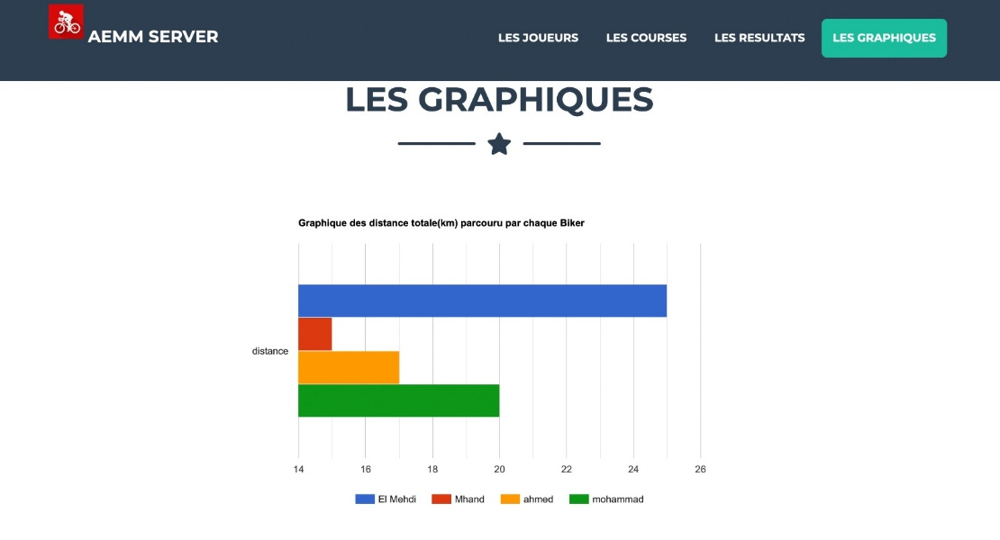 AEMM SERVER LES JOUEURS LES COURSES LES RESULTATS LES GRAPHIQUES
LES GRAPHIQUES
Graphique des distance totale(km) parcouru par chaque Biker
distance
14 16 18 20 22 24 26
El Mehdi Mhand ahmed mohammad